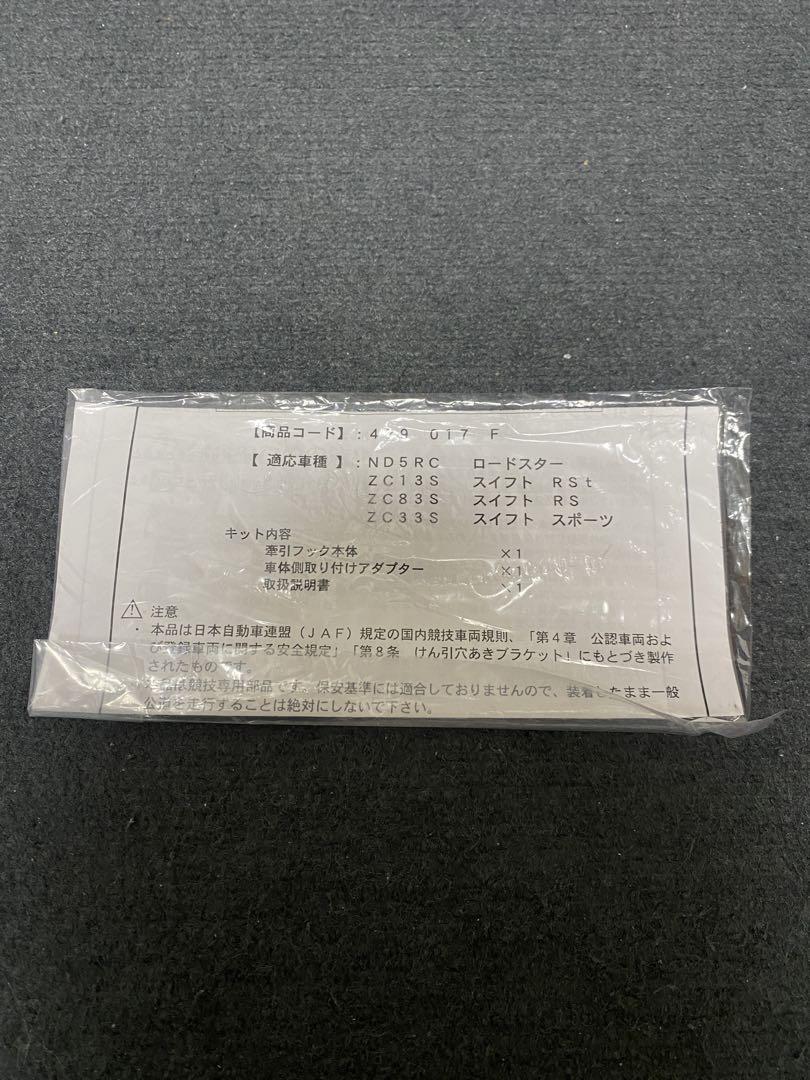 【商品コード】：４ ９ ０１７ Ｆ
【 適応車種 】：ＮＤ５ＲＣ ロードスター
ＺＣ１３Ｓ スイフト ＲＳｔ
ＺＣ８３Ｓ スイフト ＲＳ
ＺＣ３３Ｓ スイフト スポーツ
キット内容
牽引フック本体 ×１
車体側取り付けアダプター ×１
取扱説明書 ×１
注意
・ 本品は日本自動車連盟（ＪＡＦ）規定の国内競技車両規則、「第４章 公認車両およ
び登録車両に関する安全規定」「第８条 けん引穴あきブラケット」にもとづき製作
されたものです。
本品は競技専用部品です。保安基準には適合しておりませんので、装着したまま一般
公道を走行することは絶対にしないで下さい。